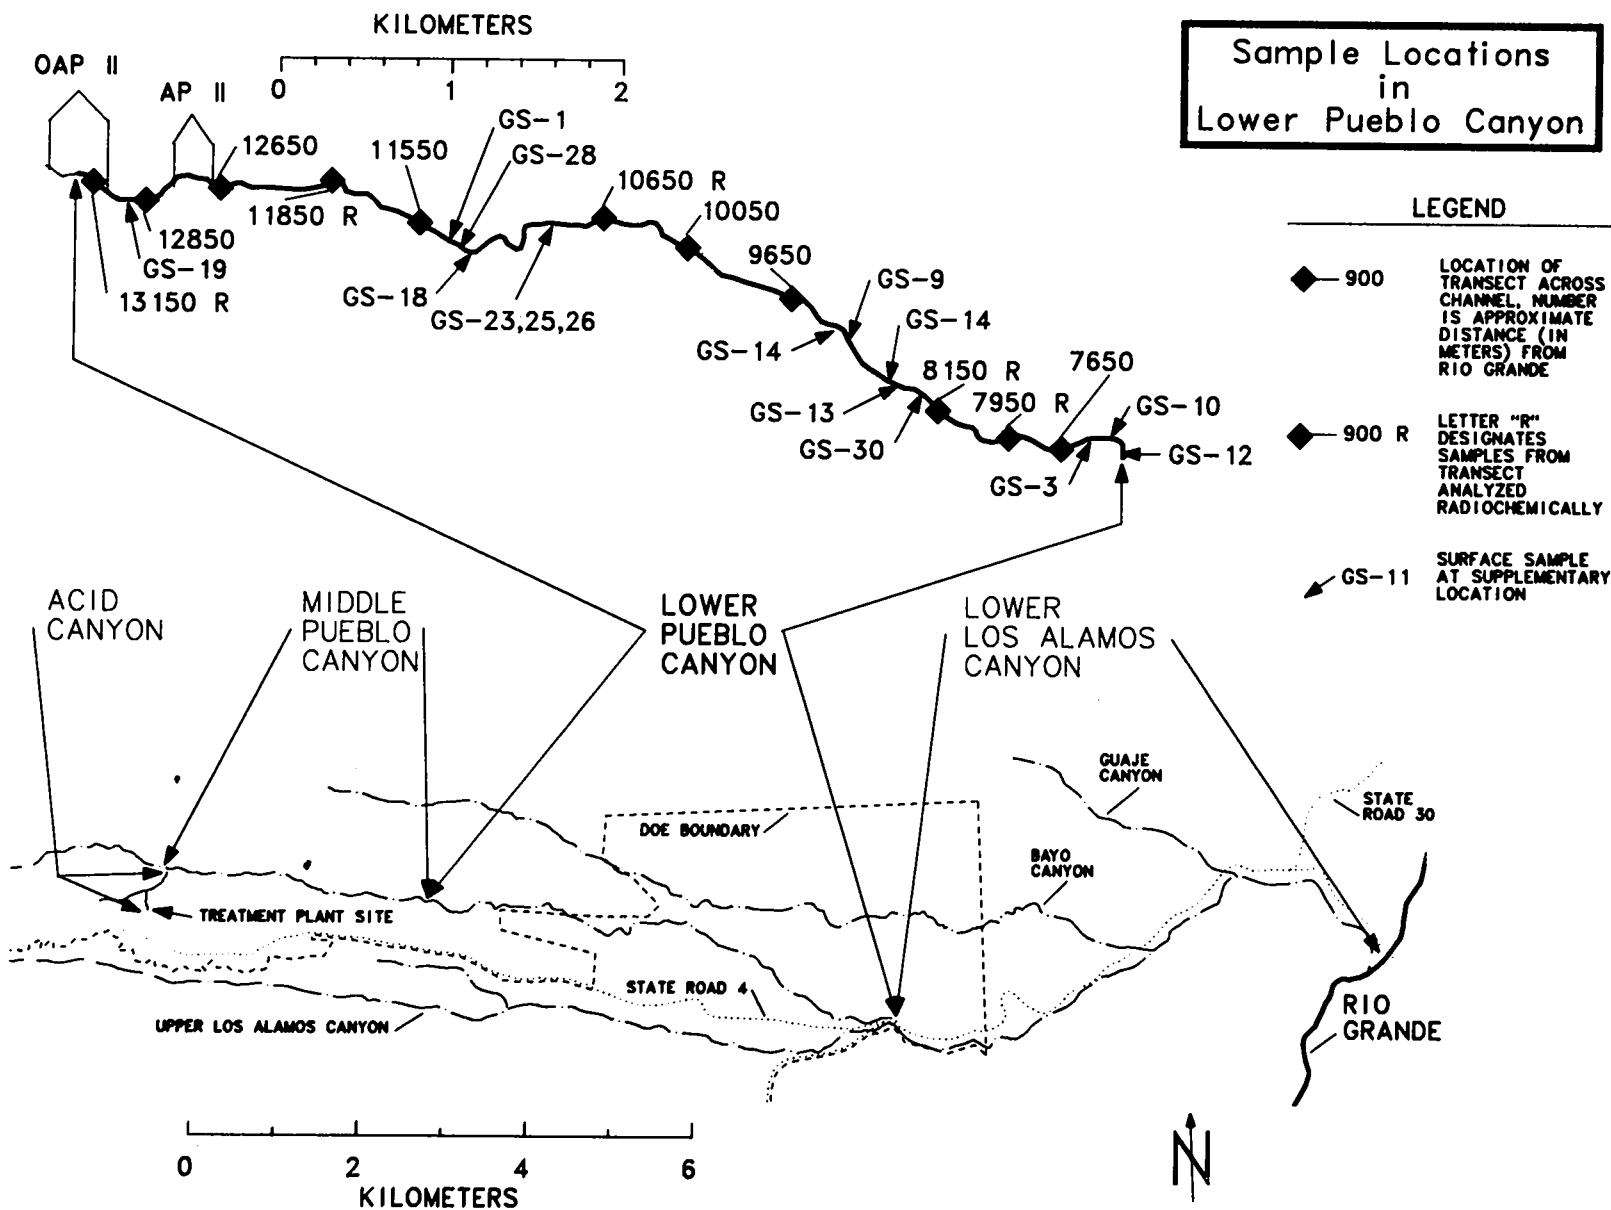 KILOMETERS
0 1 2
OAP II
AP II
Sample Locations
in
Lower Pueblo Canyon
GS-1
GS-28
12650
11550
11850 R
12850
GS-19
13150 R
GS-18
GS-23,25,26
10650 R
10050
9650
GS-9
GS-14
GS-14
8150 R
7650
7950 R
GS-13
GS-30
GS-10
GS-12
GS-3
LEGEND
900
LOCATION OF
TRANSECT ACROSS
CHANNEL, NUMBER
IS APPROXIMATE
DISTANCE (IN
METERS) FROM
RIO GRANDE
900 R
LETTER "R"
DESIGNATES
SAMPLES FROM
TRANSECT
ANALYZED
RADIOCHEMICALLY
GS-11
SURFACE SAMPLE
AT SUPPLEMENTARY
LOCATION
ACID
CANYON
MIDDLE
PUEBLO
CANYON
LOWER
PUEBLO
CANYON
LOWER
LOS ALAMOS
CANYON
GUAJE
CANYON
STATE
ROAD 30
DOE BOUNDARY
BAYO
CANYON
TREATMENT PLANT SITE
STATE ROAD 4
UPPER LOS ALAMOS CANYON
RIO
GRANDE
0 2 4 6
KILOMETERS
N